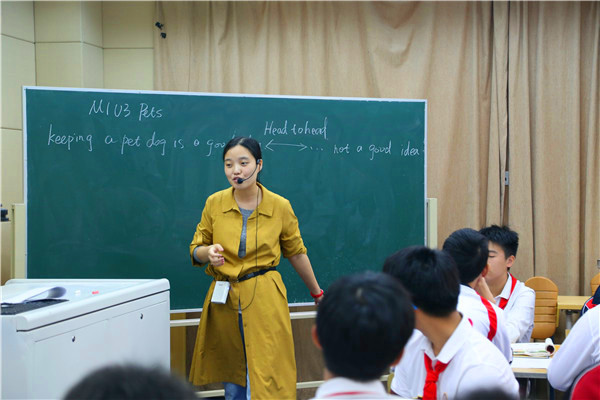 M1U3 Pets
Head to head
keeping a pet dog is a good ⟷ ... not a good idea